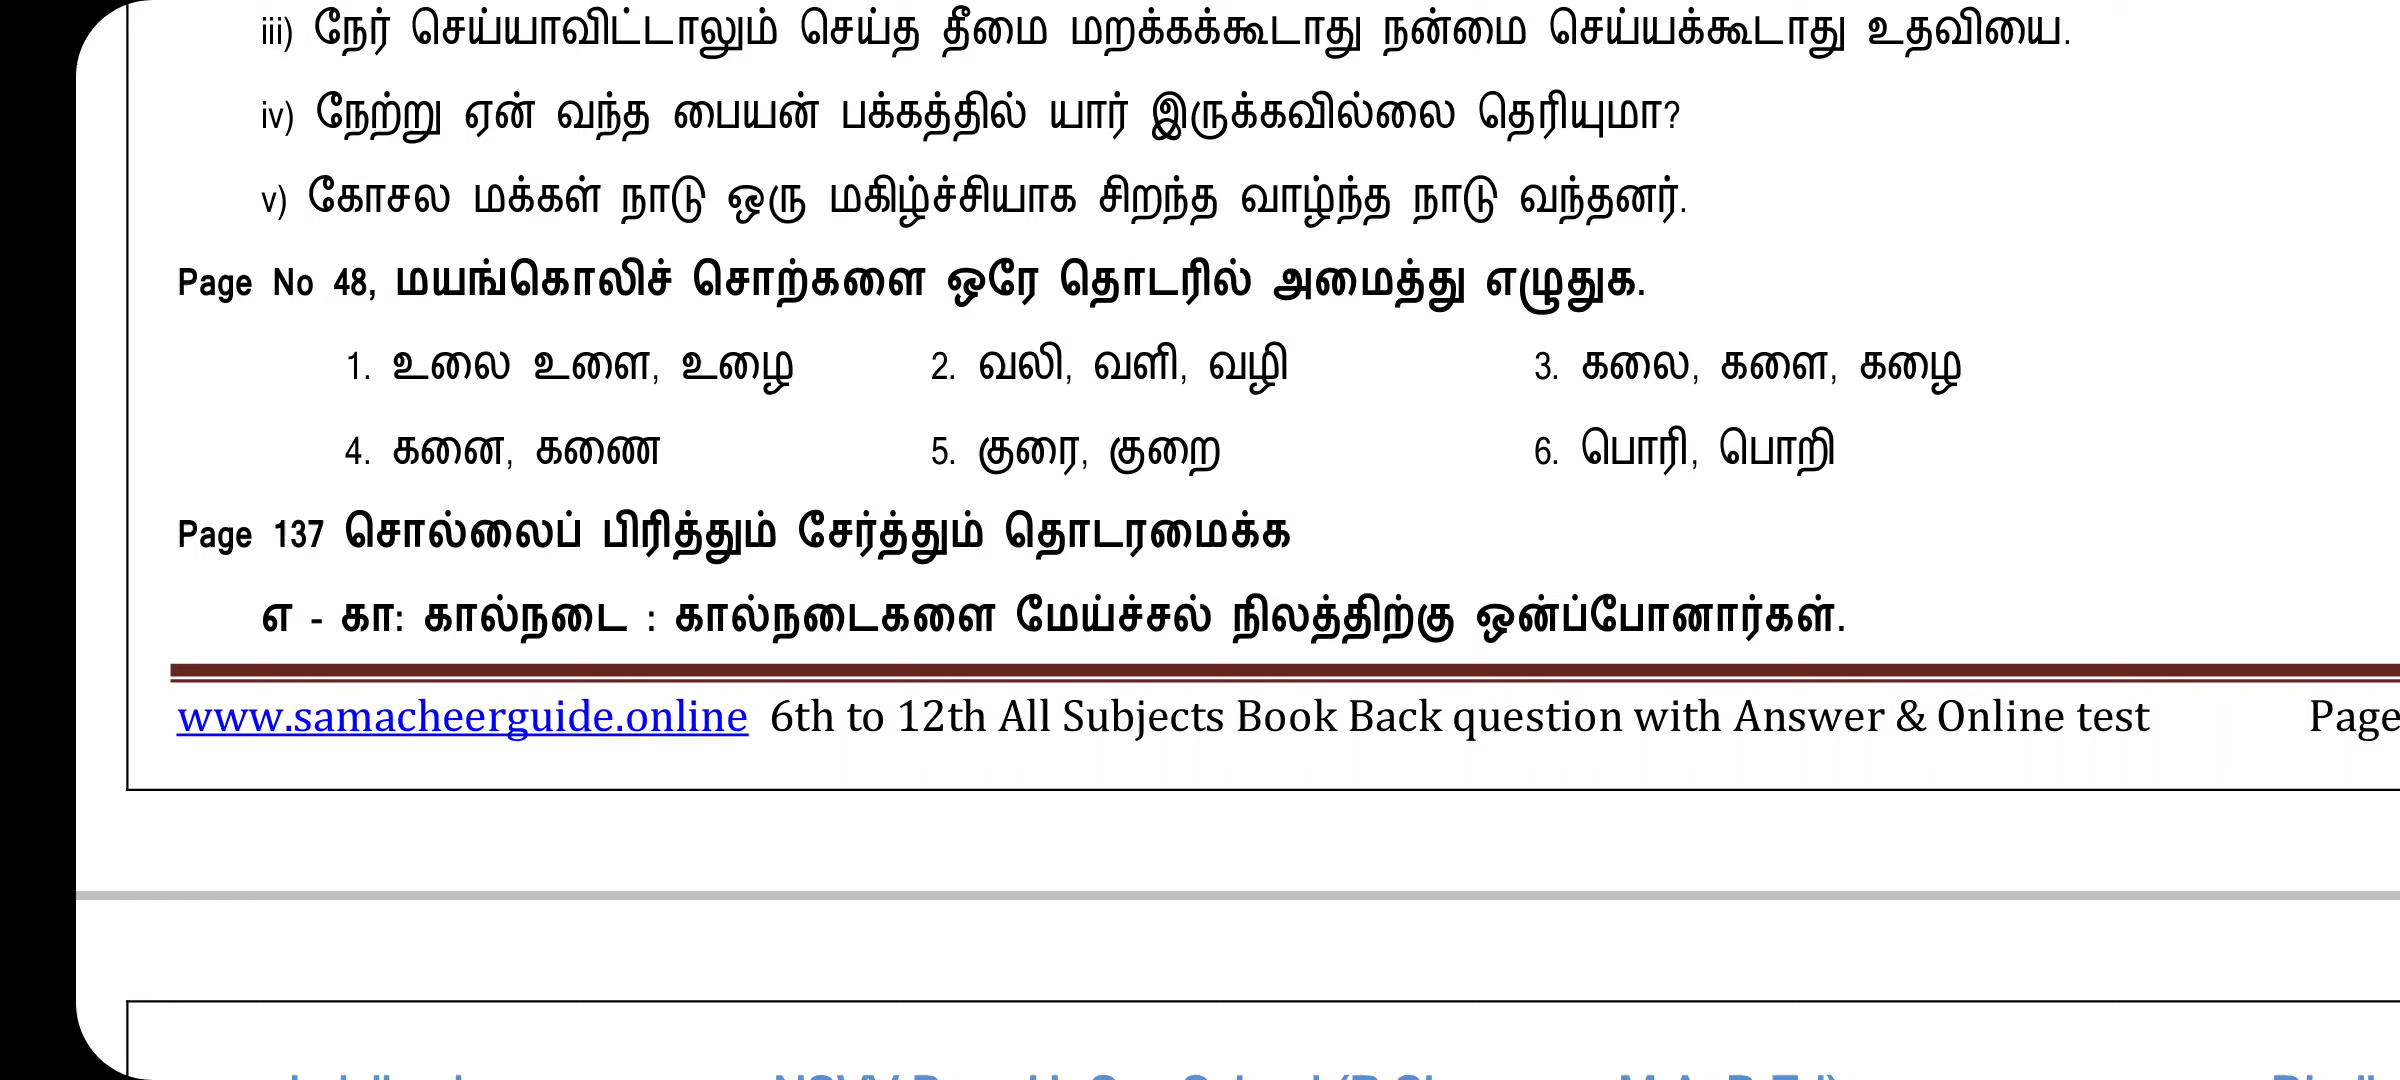 iii) நேர் செய்யாவிட்டாலும் செய்த தீமை மறக்கக்கூடாது நன்மை செய்யக்கூடாது உதவியை.
iv) நேற்று ஏன் வந்த பையன் பக்கத்தில் யார் இருக்கவில்லை தெரியுமா?
v) கோசல மக்கள் நாடு ஒரு மகிழ்ச்சியாக சிறந்த வாழ்ந்த நாடு வந்தனர்.
Page No 48, மயங்கொலிச் சொற்களை ஒரே தொடரில் அமைத்து எழுதுக.
1. உலை உளை, உழை 2. வலி, வளி, வழி 3. கலை, களை, கழை
4. கனை, கணை 5. குரை, குறை 6. பொரி, பொறி
Page 137 சொல்லைப் பிரித்தும் சேர்த்தும் தொடரமைக்க
எ - கா: கால்நடை : கால்நடைகளை மேய்ச்சல் நிலத்திற்கு ஒன்ப்போனார்கள்.
www.samacheerguide.online 6th to 12th All Subjects Book Back question with Answer & Online test Page